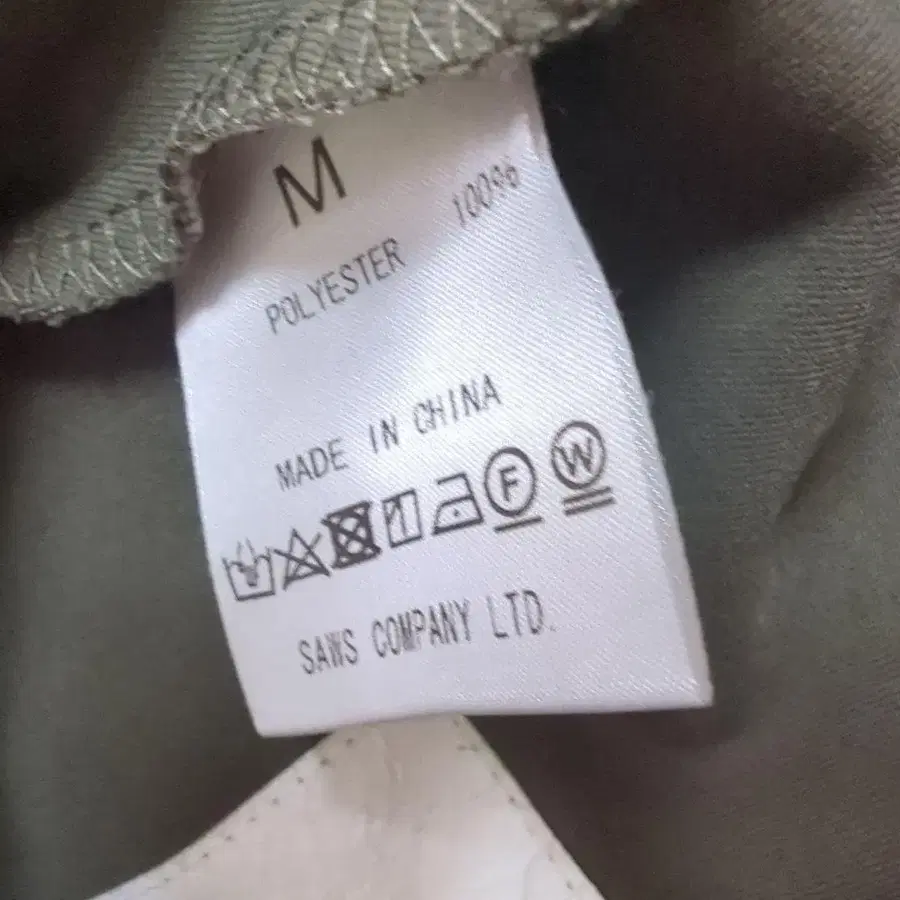 M
POLYESTER 100%
MADE IN CHINA
F W
SAWS COMPANY LTD.